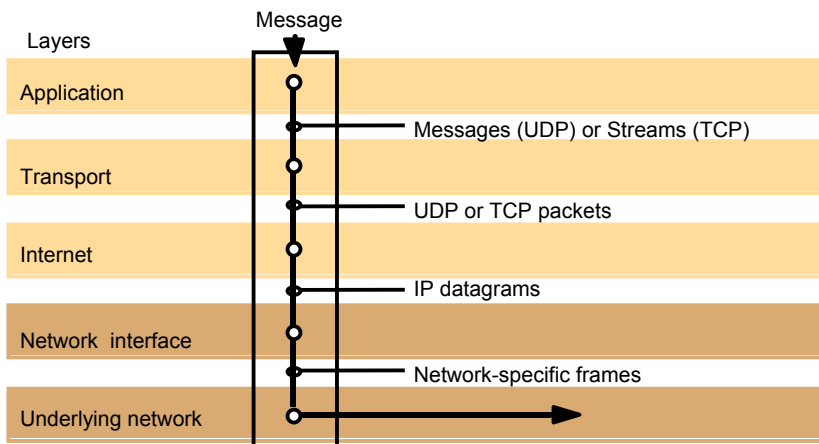 Message
Layers
Application
Messages (UDP) or Streams (TCP)
Transport
UDP or TCP packets
Internet
IP datagrams
Network interface
Network-specific frames
Underlying network